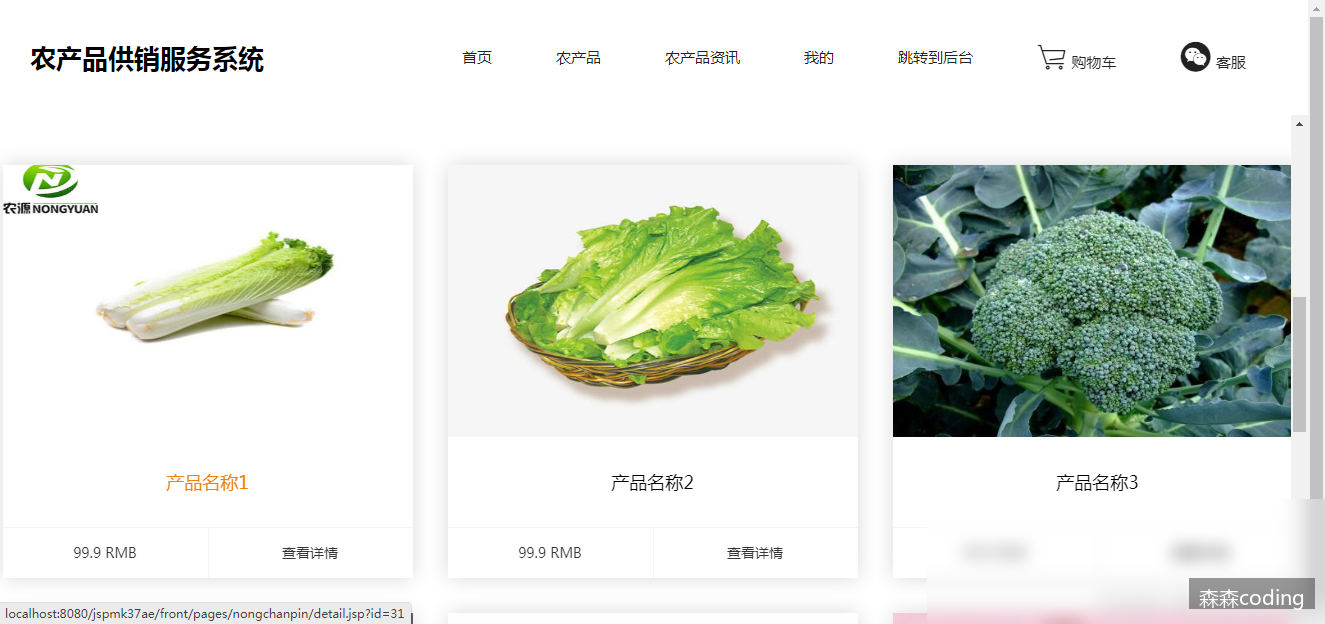 农产品供销服务系统
首页 农产品 农产品资讯 我的 跳转到后台 购物车 客服
农源 NONGYUAN
产品名称1 产品名称2 产品名称3
99.9 RMB 查看详情 99.9 RMB 查看详情
localhost:8080/jspmk37ae/front/pages/nongchanpin/detail.jsp?id=31
森森coding